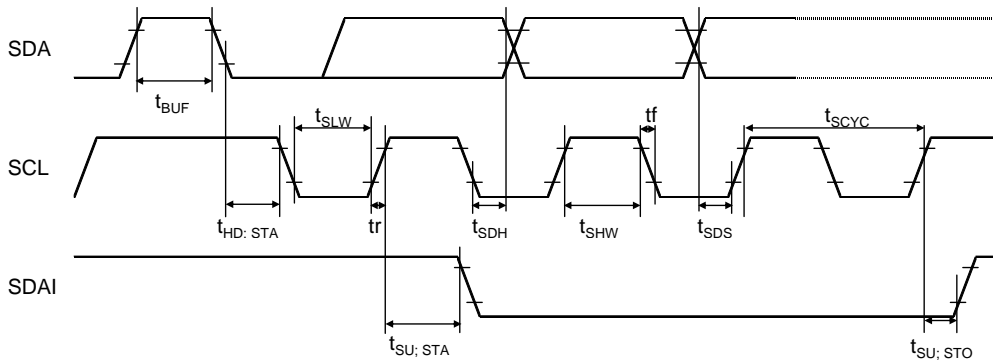 SDA
tBUF
tSLW
tf
tSCYC
SCL
tHD: STA
tr
tSDH
tSHW
tSDS
SDAI
tSU; STA
tSU; STO